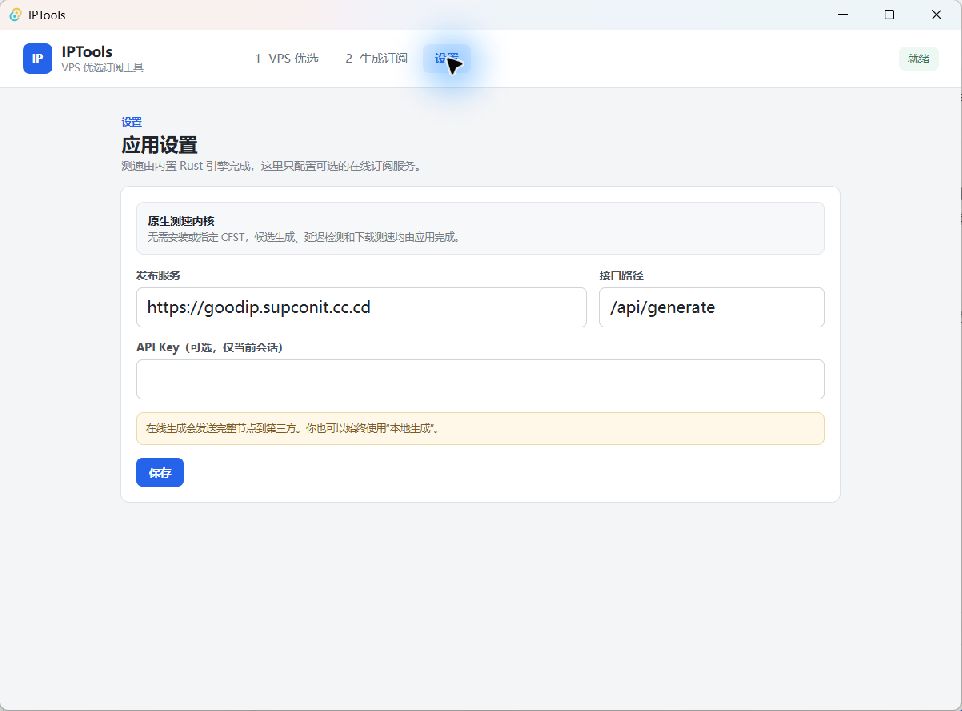 IPTools
IP
IPTools
VPS 优选订阅工具
1 VPS 优选
2 生成订阅
设置
就绪
设置
应用设置
测速由内置 Rust 引擎完成，这里只配置可选的在线订阅服务。
原生测速内核
无需安装或指定 CFST，候选生成、延迟检测和下载测速均由应用完成。
发布服务
接口路径
https://goodip.supconit.cc.cd
/api/generate
API Key（可选，仅当前会话）
在线生成会发送完整节点到第三方。你也可以始终使用"本地生成"。
保存